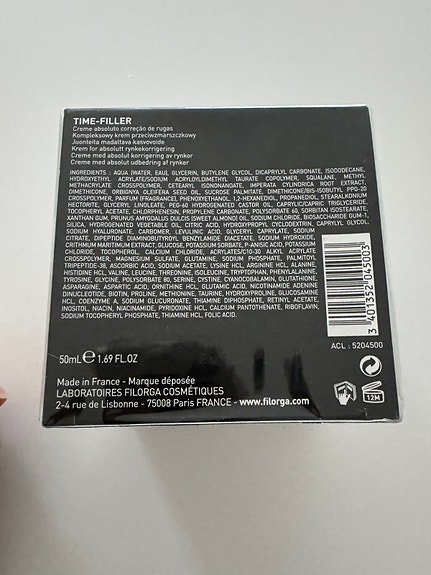 TIME-FILLER
Creme absoluto correção de rugas
Kompleksowy krem przeciwzmarszczkowy
Juonteita madaltava kasvovoide
Krem for absolutt rynkekorrigering
Creme med absolut korrigering av rynkor
Creme med absolut udbedring af rynker
INGREDIENTS : AQUA (WATER, EAU), GLYCERIN, BUTYLENE GLYCOL, DICAPRYLYL CARBONATE, ISODODECANE,
HYDROXYETHYL ACRYLATE/SODIUM ACRYLOYLDIMETHYL TAURATE COPOLYMER, SQUALANE, METHYL
METHACRYLATE CROSSPOLYMER, CETEARYL ISONONANOATE, IMPERATA CYLINDRICA ROOT EXTRACT,
DIMETHICONE, ORBIGNYA OLEIFERA SEED OIL, SUCROSE PALMITATE, DIMETHICONE/BIS-ISOBUTYL PPG-20
CROSSPOLYMER, PARFUM (FRAGRANCE), PHENOXYETHANOL, 1,2-HEXANEDIOL, PROPANEDIOL, STEARALKONIUM
HECTORITE, GLYCERYL LINOLEATE, PEG-60 HYDROGENATED CASTOR OIL, CAPRYLIC/CAPRIC TRIGLYCERIDE,
TOCOPHERYL ACETATE, CHLORPHENESIN, PROPYLENE CARBONATE, POLYSORBATE 60, SORBITAN ISOSTEARATE,
XANTHAN GUM, PRUNUS AMYGDALUS DULCIS (SWEET ALMOND) OIL, SODIUM CHLORIDE, BIOSACCHARIDE GUM-1,
SILICA, HYDROGENATED VEGETABLE OIL, CITRIC ACID, HYDROXYPROPYL CYCLODEXTRIN, CAPRYLYL GLYCOL,
SODIUM HYALURONATE, CARBOMER, LEVULINIC ACID, GLYCERYL CAPRYLATE, SODIUM
CITRATE, DIPEPTIDE DIAMINOBUTYROYL BENZYLAMIDE DIACETATE, SODIUM HYDROXIDE,
CRITHMUM MARITIMUM EXTRACT, GLUCOSE, POTASSIUM SORBATE, P-ANISIC ACID, POTASSIUM
CHLORIDE, TOCOPHEROL, CALCIUM CHLORIDE, ACRYLATES/C10-30 ALKYL ACRYLATE
CROSSPOLYMER, MAGNESIUM SULFATE, GLUTAMINE, SODIUM PHOSPHATE, PALMITOYL
TRIPEPTIDE-38, ASCORBIC ACID, SODIUM ACETATE, LYSINE HCL, ARGININE HCL, ALANINE,
HISTIDINE HCL, VALINE, LEUCINE, THREONINE, ISOLEUCINE, TRYPTOPHAN, PHENYLALANINE,
TYROSINE, GLYCINE, POLYSORBATE 80, SERINE, CYSTINE, CYANOCOBALAMIN, GLUTATHIONE,
ASPARAGINE, ASPARTIC ACID, ORNITHINE HCL, GLUTAMIC ACID, NICOTINAMIDE ADENINE
DINUCLEOTIDE, BIOTIN, PROLINE, METHIONINE, TAURINE, HYDROXYPROLINE, GLUCOSAMINE
HCL, COENZYME A, SODIUM GLUCURONATE, THIAMINE DIPHOSPHATE, RETINYL ACETATE,
INOSITOL, NIACIN, NIACINAMIDE, PYRIDOXINE HCL, CALCIUM PANTOTHENATE, RIBOFLAVIN,
SODIUM TOCOPHERYL PHOSPHATE, THIAMINE HCL, FOLIC ACID.
3 401352 045003
ACL : 5204500
50mL ℮ 1.69 FL.OZ
12M
Made in France - Marque déposée
LABORATOIRES FILORGA COSMÉTIQUES
2-4 rue de Lisbonne - 75008 Paris FRANCE - www.filorga.com